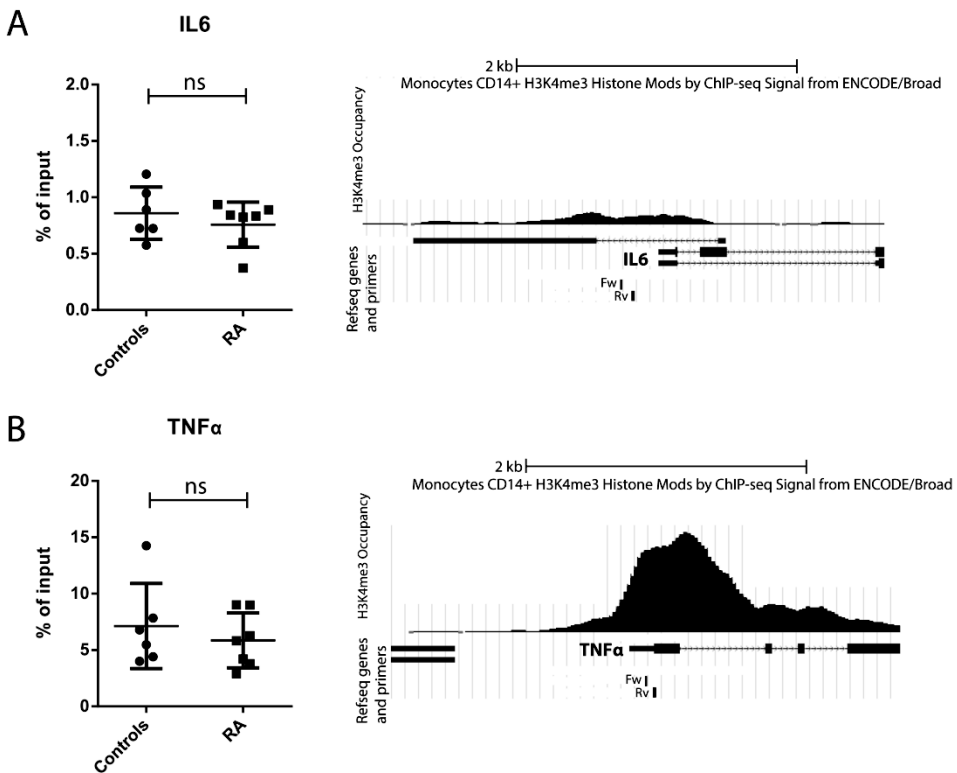 A
IL6
2.0
1.5
1.0
0.5
0.0
% of input
ns
Controls
RA
2 kb
Monocytes CD14+ H3K4me3 Histone Mods by ChIP-seq Signal from ENCODE/Broad
H3K4me3 Occupancy
Refseq genes
and primers
IL6
Fw
Rv
B
TNFα
20
15
10
5
0
% of input
ns
Controls
RA
2 kb
Monocytes CD14+ H3K4me3 Histone Mods by ChIP-seq Signal from ENCODE/Broad
H3K4me3 Occupancy
Refseq genes
and primers
TNFα
Fw
Rv